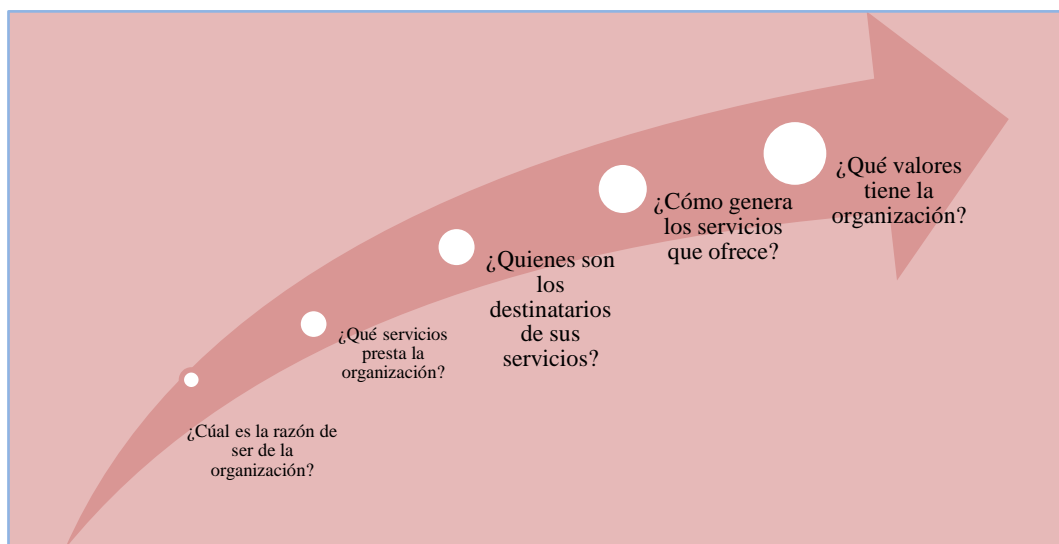 ¿Cúal es la razón de
ser de la
organización?
¿Qué servicios
presta la
organización?
¿Quienes son
los
destinatarios
de sus
servicios?
¿Cómo genera
los servicios
que ofrece?
¿Qué valores
tiene la
organización?